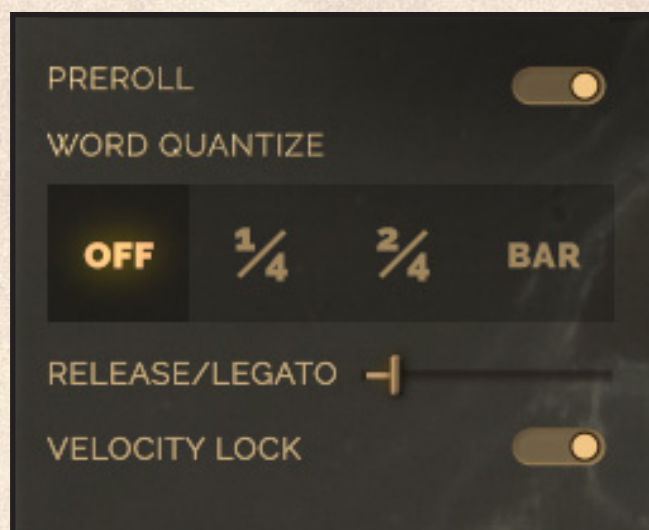 PREROLL
WORD QUANTIZE
OFF 1/4 2/4 BAR
RELEASE/LEGATO
VELOCITY LOCK